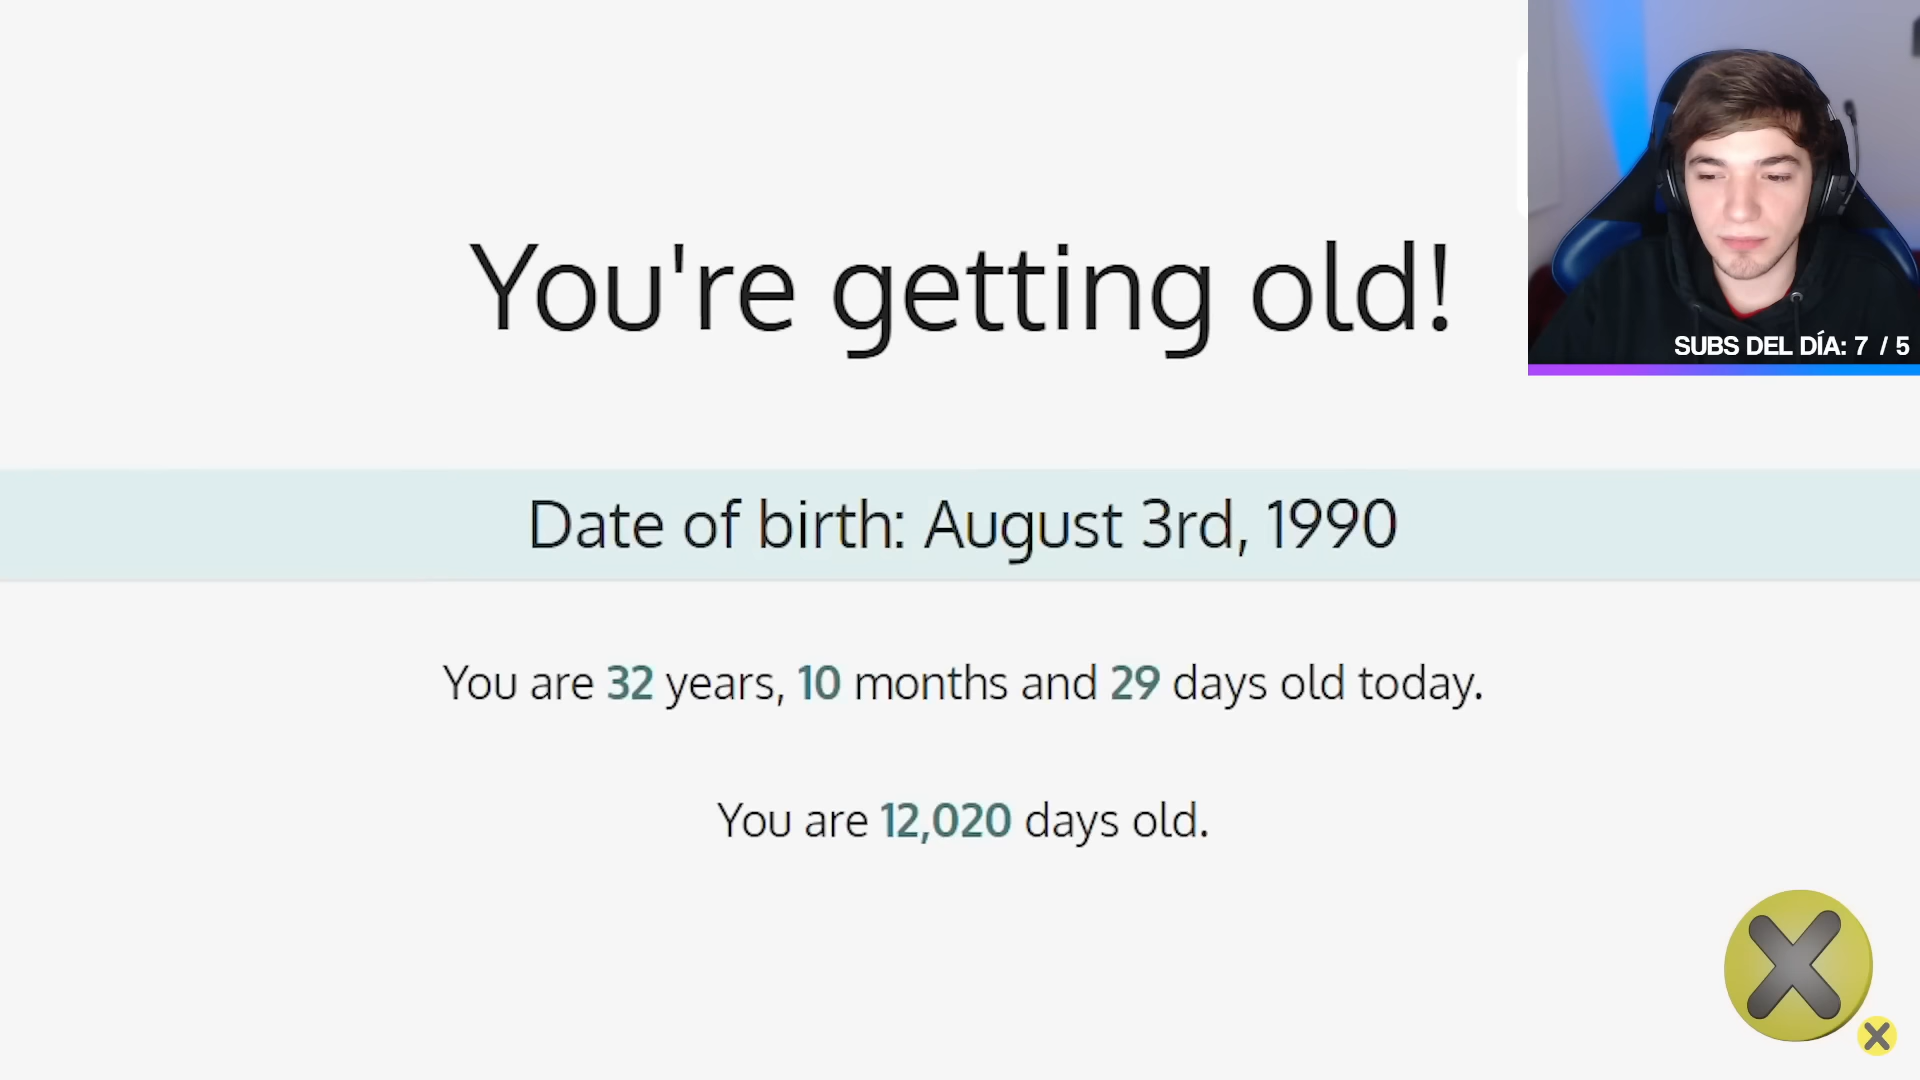 You're getting old!
SUBS DEL DÍA: 7 / 5
Date of birth: August 3rd, 1990
You are 32 years, 10 months and 29 days old today.
You are 12,020 days old.